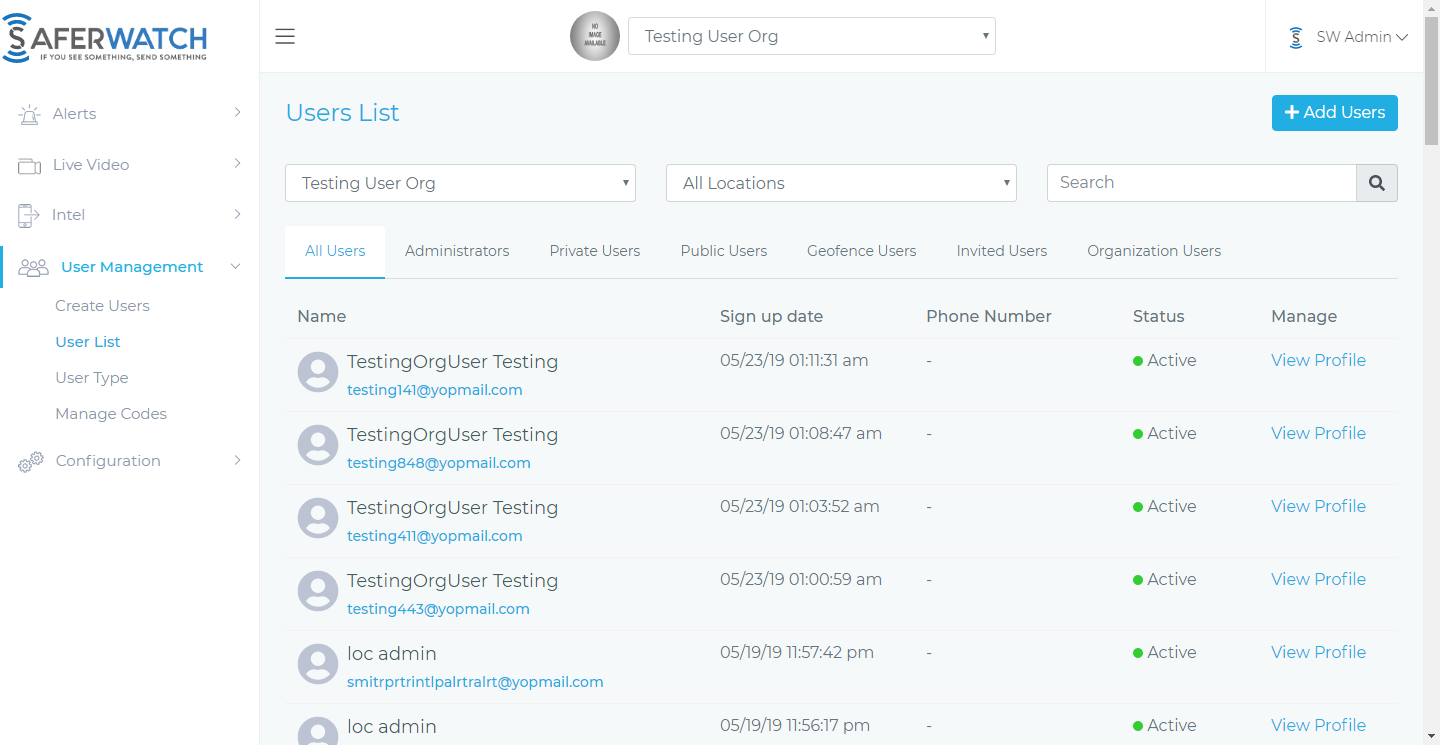 SAFERWATCH
IF YOU SEE SOMETHING, SEND SOMETHING
NO
IMAGE
AVAILABLE
Testing User Org
SW Admin
Alerts
Live Video
Intel
User Management
Create Users
User List
User Type
Manage Codes
Configuration
Users List
Add Users
Testing User Org
All Locations
Search
All Users Administrators Private Users Public Users Geofence Users Invited Users Organization Users
Name Sign up date Phone Number Status Manage
TestingOrgUser Testing 05/23/19 01:11:31 am - Active View Profile
testing141@yopmail.com
TestingOrgUser Testing 05/23/19 01:08:47 am - Active View Profile
testing848@yopmail.com
TestingOrgUser Testing 05/23/19 01:03:52 am - Active View Profile
testing411@yopmail.com
TestingOrgUser Testing 05/23/19 01:00:59 am - Active View Profile
testing443@yopmail.com
loc admin 05/19/19 11:57:42 pm - Active View Profile
smitrprtrintlpalrtralrt@yopmail.com
loc admin 05/19/19 11:56:17 pm - Active View Profile